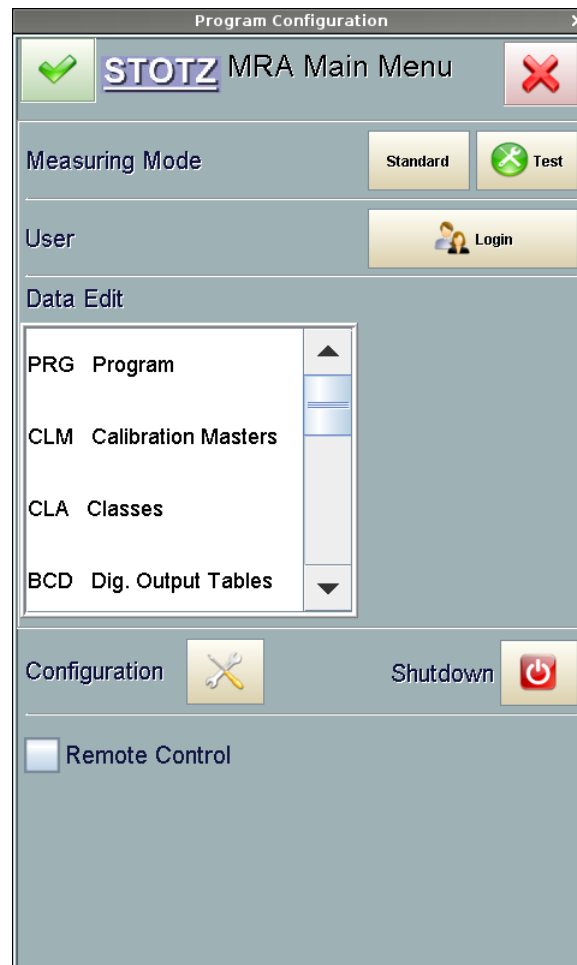 Program Configuration
STOTZ MRA Main Menu
Measuring Mode
Standard
Test
User
Login
Data Edit
PRG Program
CLM Calibration Masters
CLA Classes
BCD Dig. Output Tables
Configuration
Shutdown
Remote Control